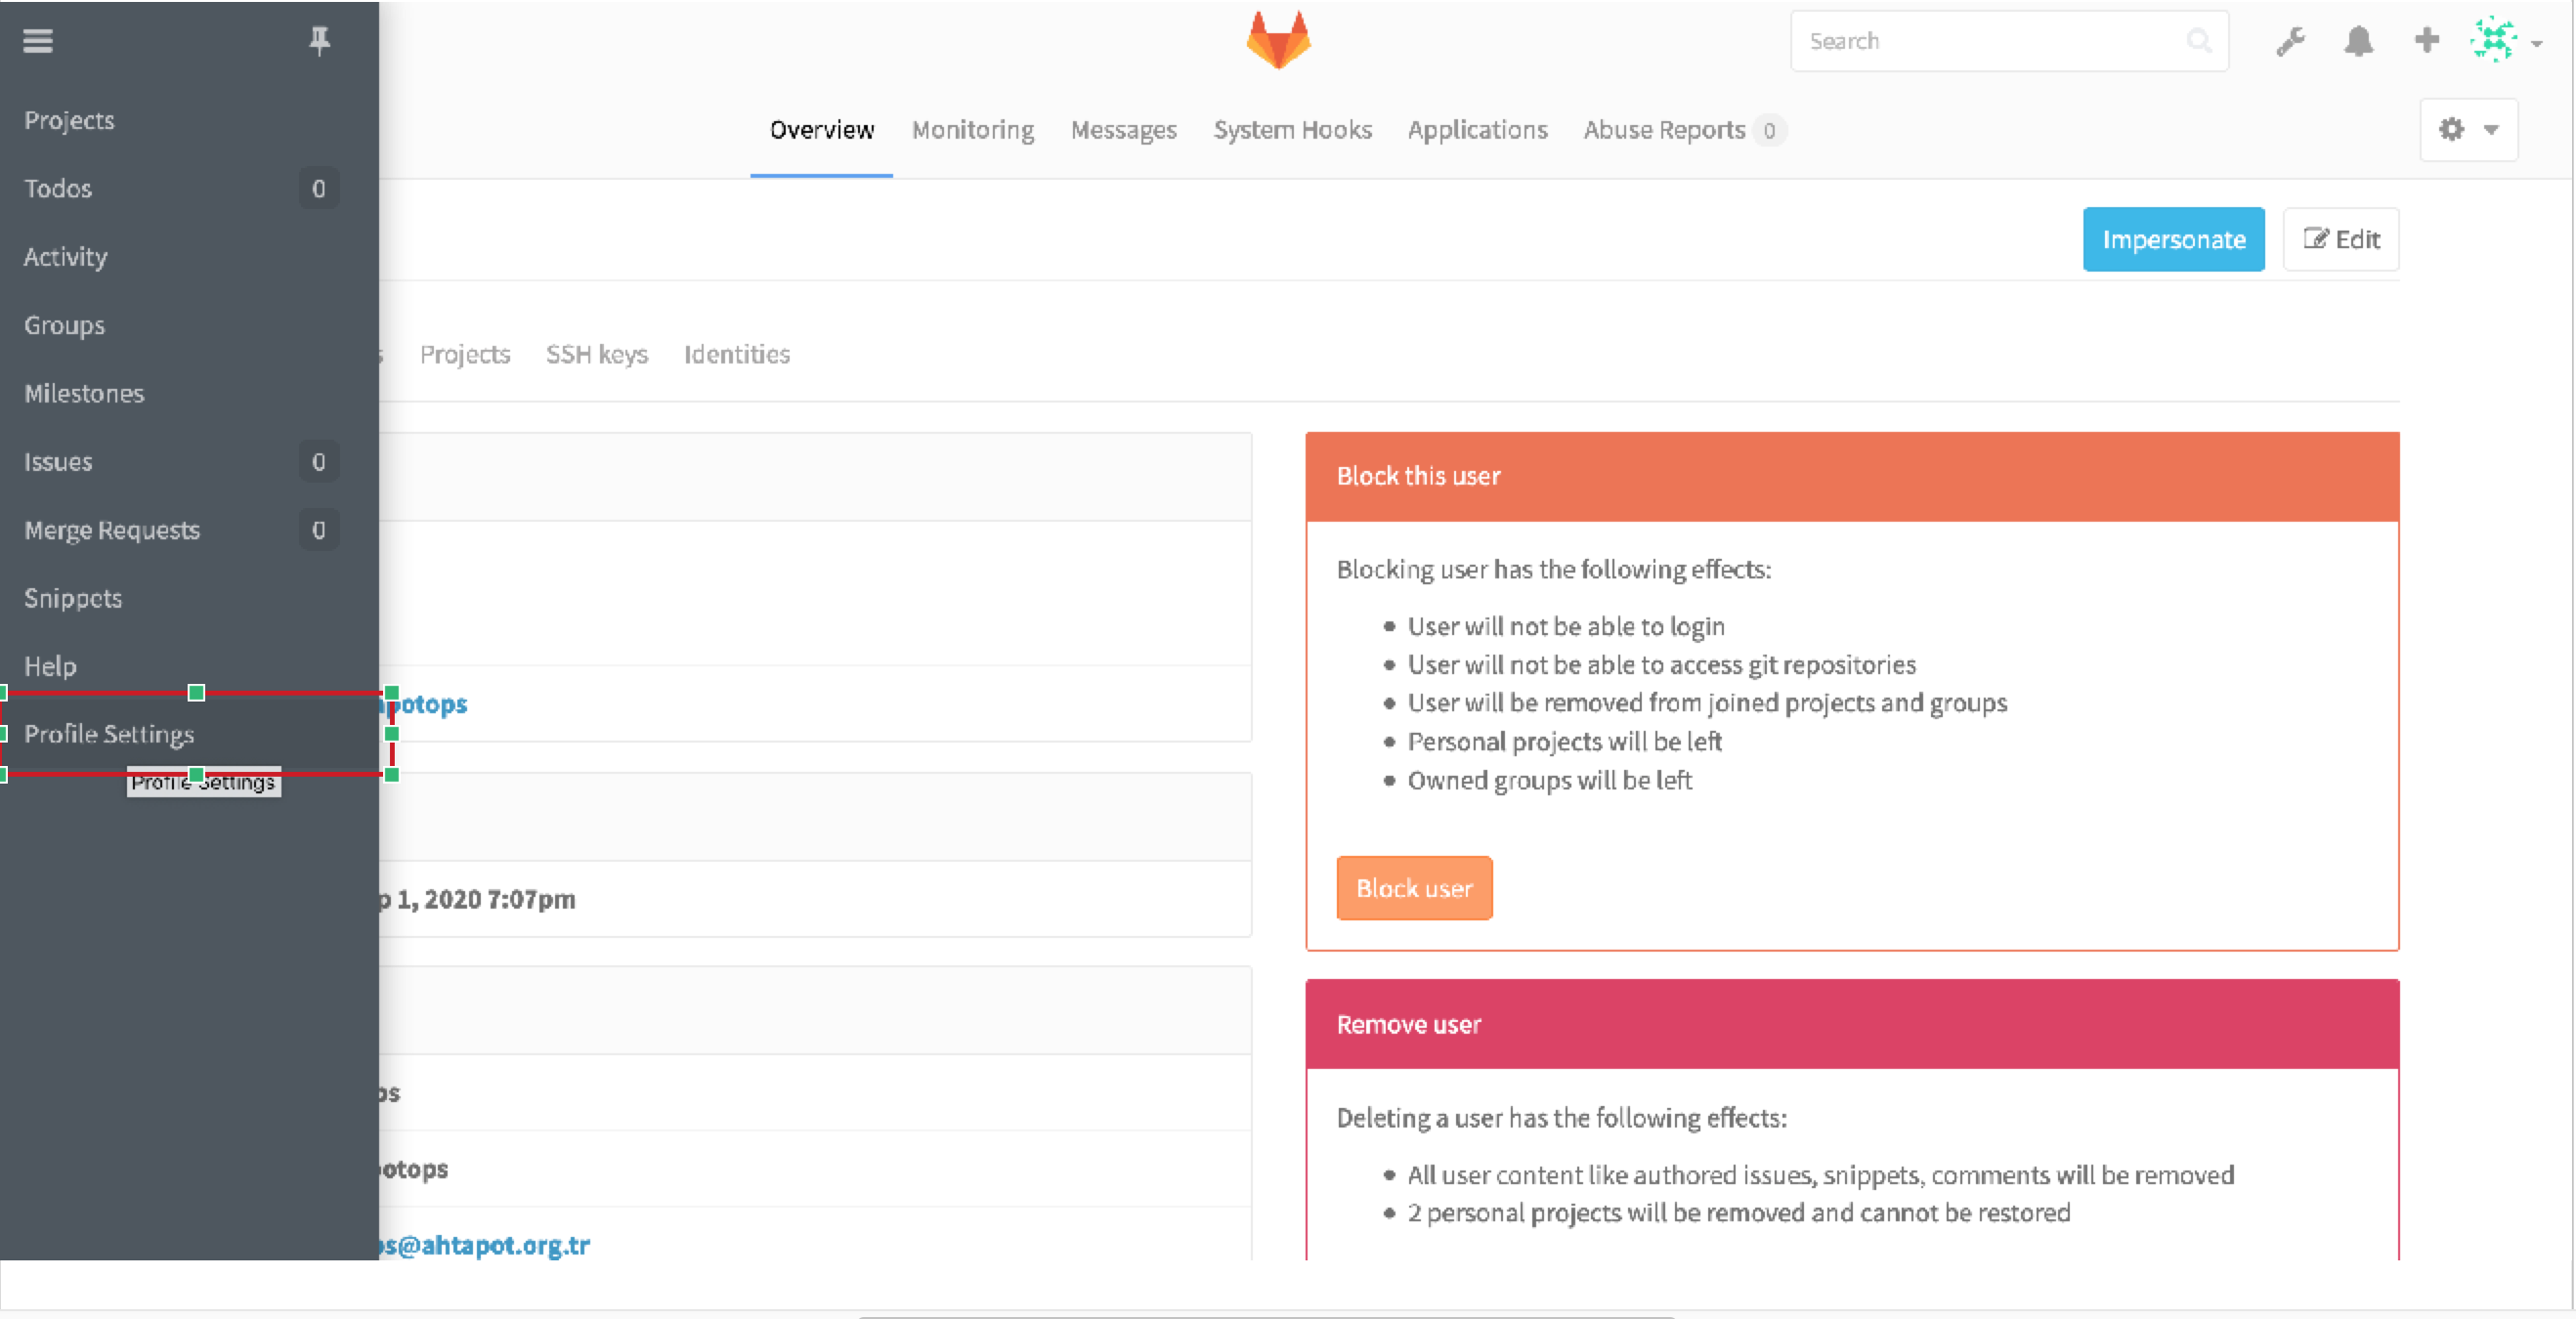 Search
Overview Monitoring Messages System Hooks Applications Abuse Reports 0
Projects
Todos 0
Activity
Groups
Milestones
Issues 0
Merge Requests 0
Snippets
Help
Profile Settings
Profile Settings
Impersonate Edit
Projects SSH keys Identities
1, 2020 7:07pm
@ahtapot.org.tr
Block this user
Blocking user has the following effects:
User will not be able to login
User will not be able to access git repositories
User will be removed from joined projects and groups
Personal projects will be left
Owned groups will be left
Block user
Remove user
Deleting a user has the following effects:
All user content like authored issues, snippets, comments will be removed
2 personal projects will be removed and cannot be restored